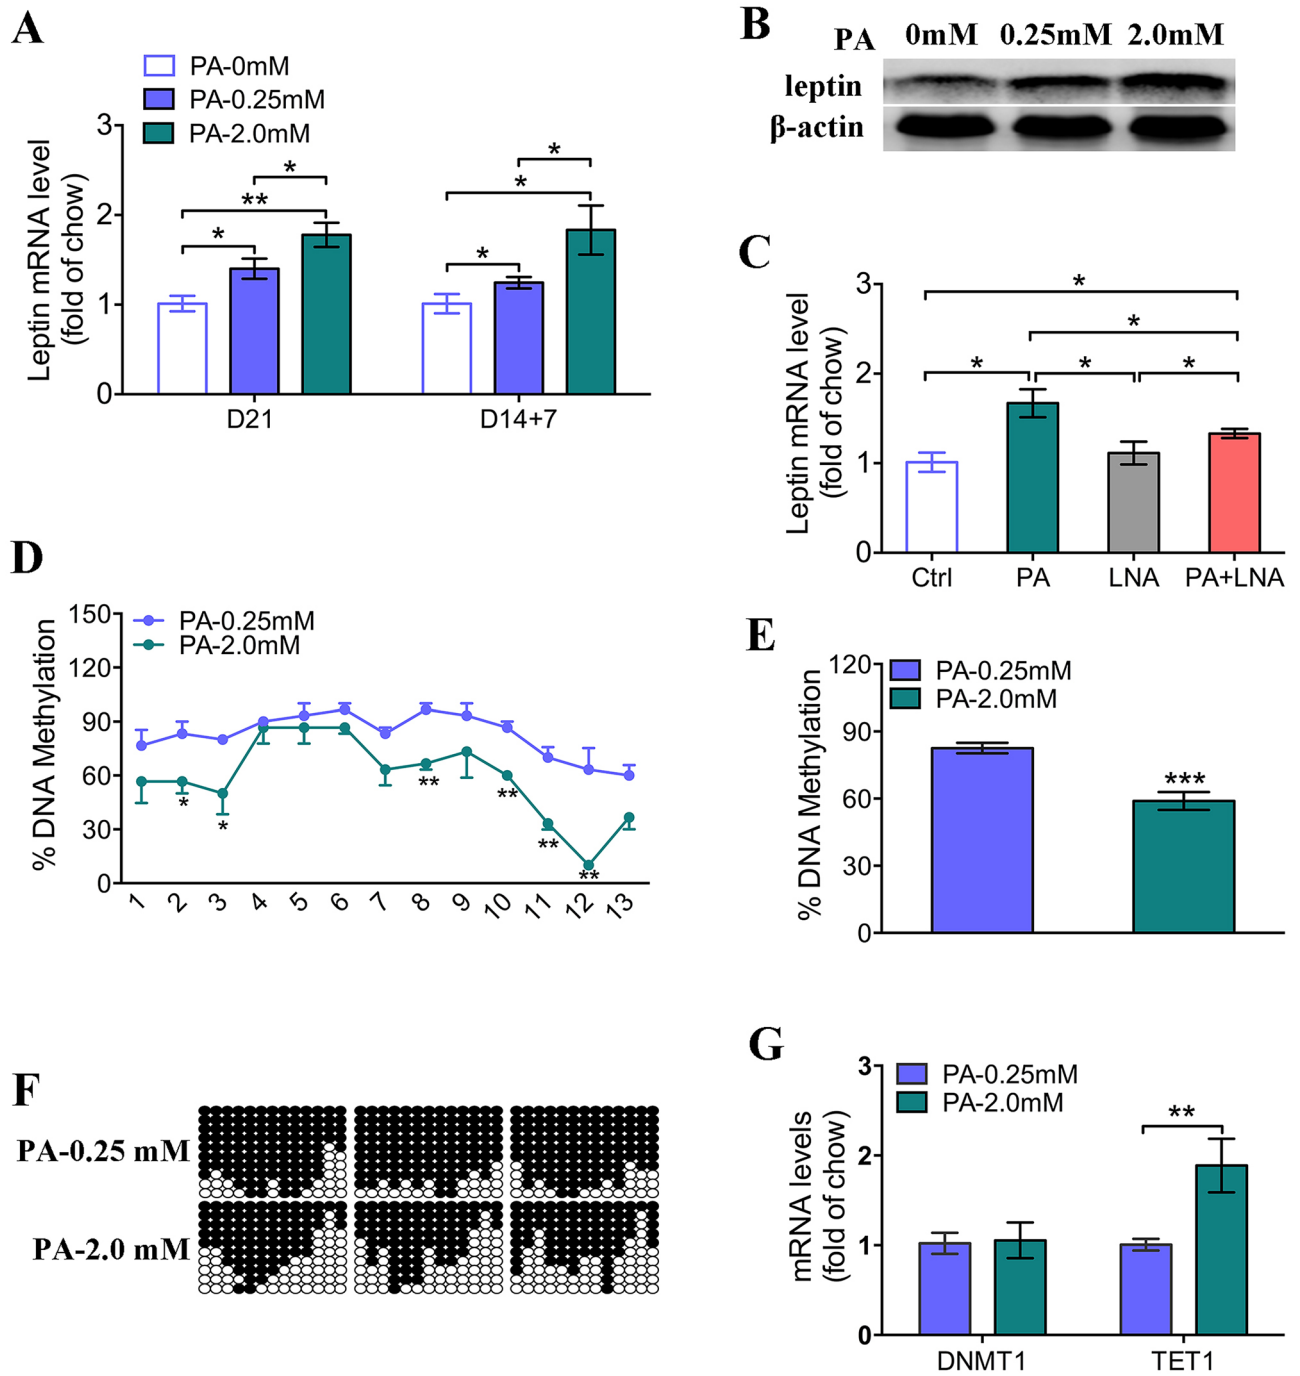 A
PA-0mM
PA-0.25mM
PA-2.0mM
Leptin mRNA level
(fold of chow)
3
2
1
0
*
**
*
*
*
*
D21
D14+7
B
PA 0mM 0.25mM 2.0mM
leptin
β-actin
C
Leptin mRNA level
(fold of chow)
3
2
1
0
*
*
* * *
Ctrl PA LNA PA+LNA
D
PA-0.25mM
PA-2.0mM
% DNA Methylation
150
120
90
60
30
0
* * ** ** ** **
1 2 3 4 5 6 7 8 9 10 11 12 13
E
PA-0.25mM
PA-2.0mM
% DNA Methylation
120
90
60
30
0
***
F
PA-0.25 mM
PA-2.0 mM
G
PA-0.25mM
PA-2.0mM
mRNA levels
(fold of chow)
3
2
1
0
**
DNMT1 TET1